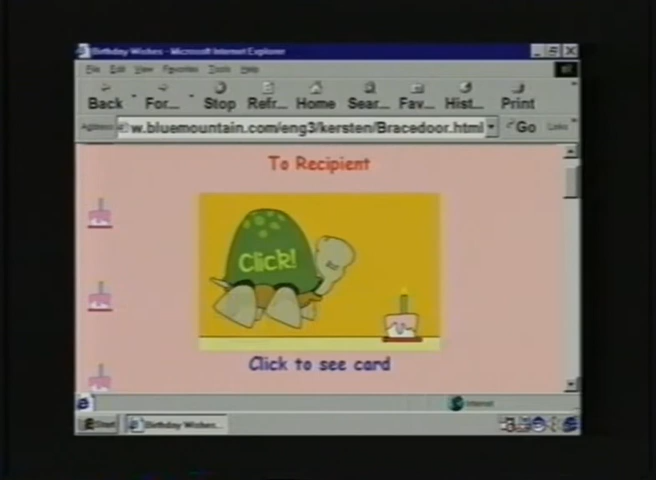 Birthday Wishes - Microsoft Internet Explorer
File Edit View Favorites Tools Help
Back For... Stop Refr... Home Sear... Fav... Hist... Print
Address w.bluemountain.com/eng3/kersten/Bracedoor.html Go Links
To Recipient
Click!
Click to see card
Internet
Start Birthday Wishes...